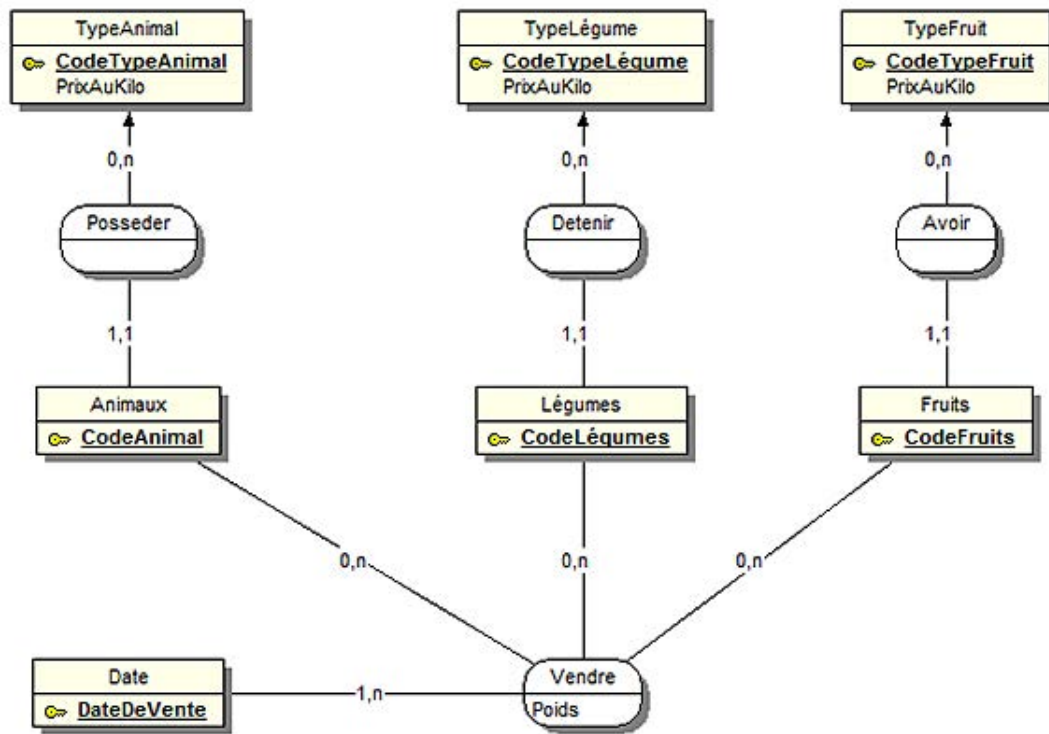 TypeAnimal
CodeTypeAnimal
PrixAuKilo
TypeLégume
CodeTypeLégume
PrixAuKilo
TypeFruit
CodeTypeFruit
PrixAuKilo
0,n
0,n
0,n
Posseder
Detenir
Avoir
1,1
1,1
1,1
Animaux
CodeAnimal
Légumes
CodeLégumes
Fruits
CodeFruits
0,n
0,n
0,n
Date
DateDeVente
1,n
Vendre
Poids